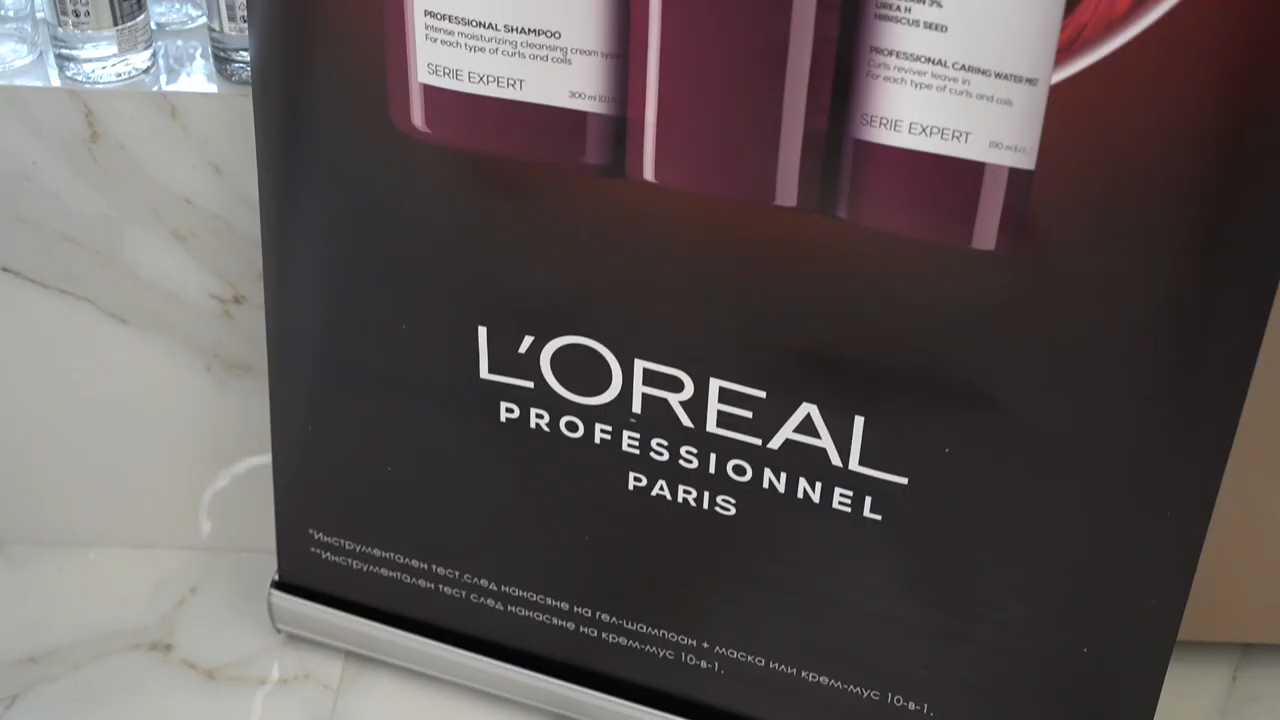 PROFESSIONAL SHAMPOO
Intense moisturizing cleansing cream
For each type of curls and coils
SERIE EXPERT
300 ml
3%
UREA H
HIBISCUS SEED
PROFESSIONAL CARING WATER MIST
Curls reviver leave in
For each type of curls and coils
SERIE EXPERT
190 ml
L'OREAL
PROFESSIONNEL
PARIS
*Инструментален тест,след нанасяне на гел-шампоан + маска или крем-мус 10-в-1.
**Инструментален тест след нанасяне на крем-мус 10-в-1.